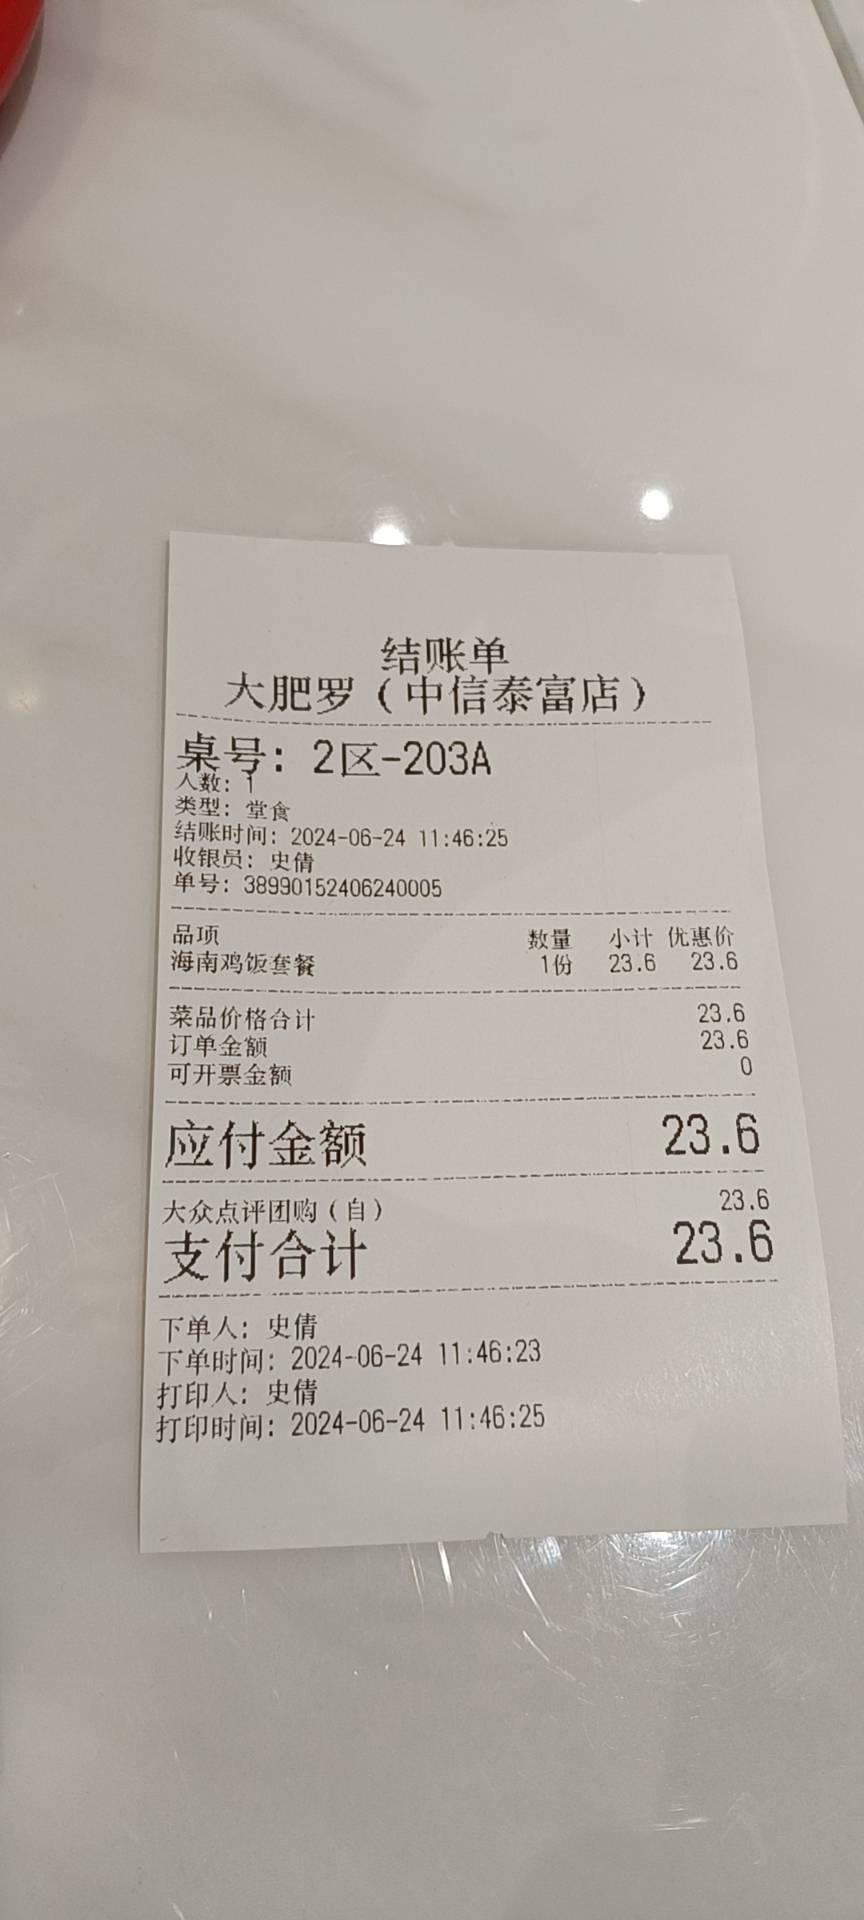 结账单
大肥罗（中信泰富店）
桌号: 2区-203A
人数: 1
类型: 堂食
结账时间: 2024-06-24 11:46:25
收银员: 史倩
单号: 38990152406240005
品项 数量 小计 优惠价
海南鸡饭套餐 1份 23.6 23.6
菜品价格合计 23.6
订单金额 23.6
可开票金额 0
应付金额 23.6
大众点评团购（自） 23.6
支付合计 23.6
下单人: 史倩
下单时间: 2024-06-24 11:46:23
打印人: 史倩
打印时间: 2024-06-24 11:46:25